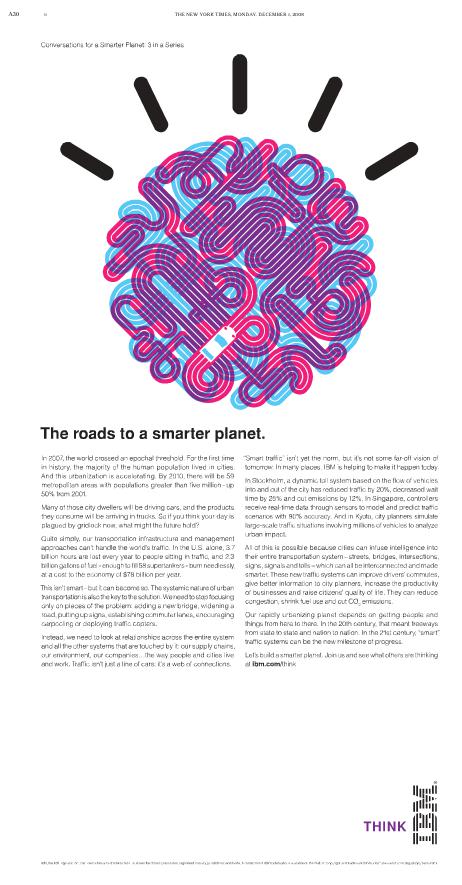 A30
THE NEW YORK TIMES, MONDAY, DECEMBER 1, 2008
Conversations for a Smarter Planet: 3 in a Series
The roads to a smarter planet.
In 2007, the world crossed an epochal threshold. For the first time
in history, the majority of the human population lived in cities.
And this urbanization is accelerating. By 2010, there will be 59
metropolitan areas with populations greater than five million–up
50% from 2001.
Many of those city dwellers will be driving cars, and the products
they consume will be arriving in trucks. So if you think your day is
plagued by gridlock now, what might the future hold?
Quite simply, our transportation infrastructure and management
approaches can't handle the world's traffic. In the U.S. alone, 3.7
billion hours are lost every year to people sitting in traffic, and 2.3
billion gallons of fuel–enough to fill 58 supertankers–burn needlessly,
at a cost to the economy of $78 billion per year.
This isn't smart–but it can become so. The systemic nature of urban
transportation is also the key to the solution. We need to stop focusing
only on pieces of the problem: adding a new bridge, widening a
road, putting up signs, establishing commuter lanes, encouraging
carpooling or deploying traffic copters.
Instead, we need to look at relationships across the entire system
and all the other systems that are touched by it: our supply chains,
our environment, our companies…the way people and cities live
and work. Traffic isn't just a line of cars: it's a web of connections.
"Smart traffic" isn't yet the norm, but it's not some far-off vision of
tomorrow. In many places, IBM is helping to make it happen today.
In Stockholm, a dynamic toll system based on the flow of vehicles
into and out of the city has reduced traffic by 20%, decreased wait
time by 25% and cut emissions by 12%. In Singapore, controllers
receive real-time data through sensors to model and predict traffic
scenarios with 90% accuracy. And in Kyoto, city planners simulate
large-scale traffic situations involving millions of vehicles to analyze
urban impact.
All of this is possible because cities can infuse intelligence into
their entire transportation system–streets, bridges, intersections,
signs, signals and tolls–which can all be interconnected and made
smarter. These new traffic systems can improve drivers' commutes,
give better information to city planners, increase the productivity
of businesses and raise citizens' quality of life. They can reduce
congestion, shrink fuel use and cut CO₂ emissions.
Our rapidly urbanizing planet depends on getting people and
things from here to there. In the 20th century, that meant freeways
from state to state and nation to nation. In the 21st century, "smart"
traffic systems can be the new milestone of progress.
Let's build a smarter planet. Join us and see what others are thinking
at ibm.com/think
THINK
IBM
®